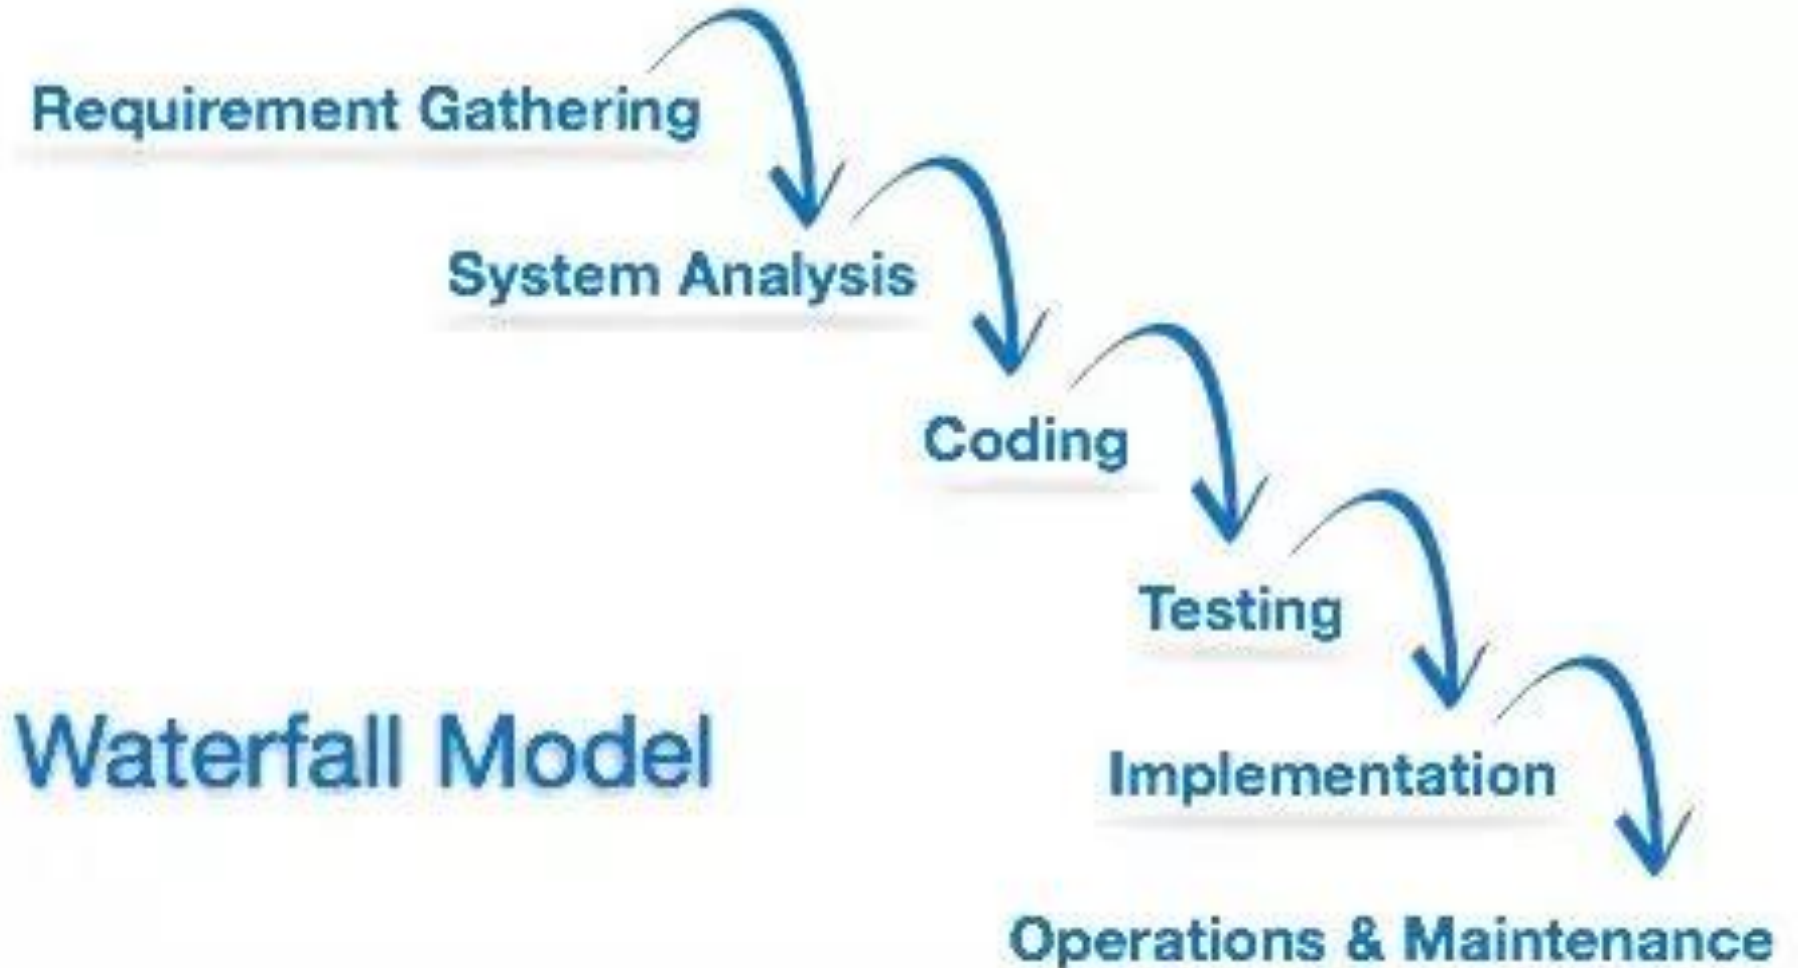 Requirement Gathering
System Analysis
Coding
Testing
Waterfall Model
Implementation
Operations & Maintenance